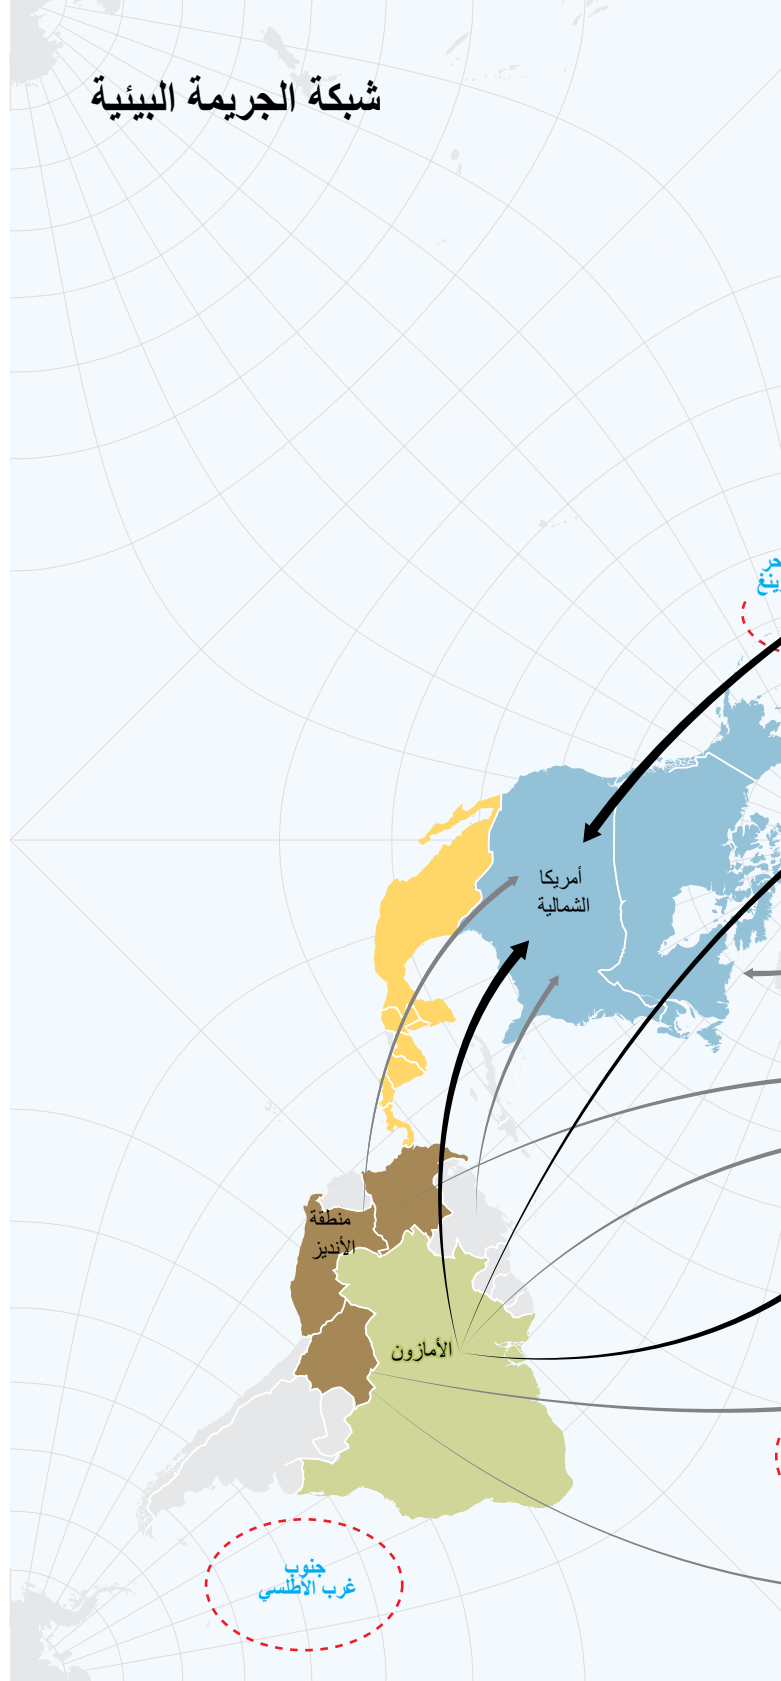 شبكة الجريمة البيئية
أمريكا
الشمالية
منطقة
الأنديز
الأمازون
جنوب
غرب الأطلسي